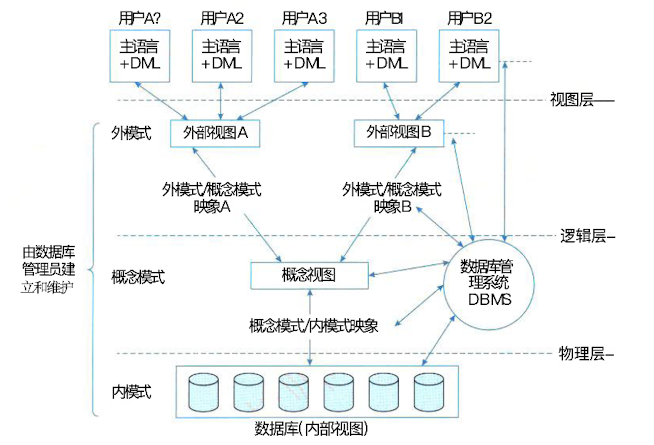 用户A? 用户A2 用户A3 用户B1 用户B2
主语言 主语言 主语言 主语言 主语言
+DML +DML +DML +DML +DML
视图层
外模式 外部视图A 外部视图B
外模式/概念模式 外模式/概念模式
映象A 映象B
逻辑层
由数据库
管理员建
立和维护
概念模式 概念视图
数据库管
理系统
DBMS
概念模式/内模式映象
物理层
内模式
数据库(内部视图)